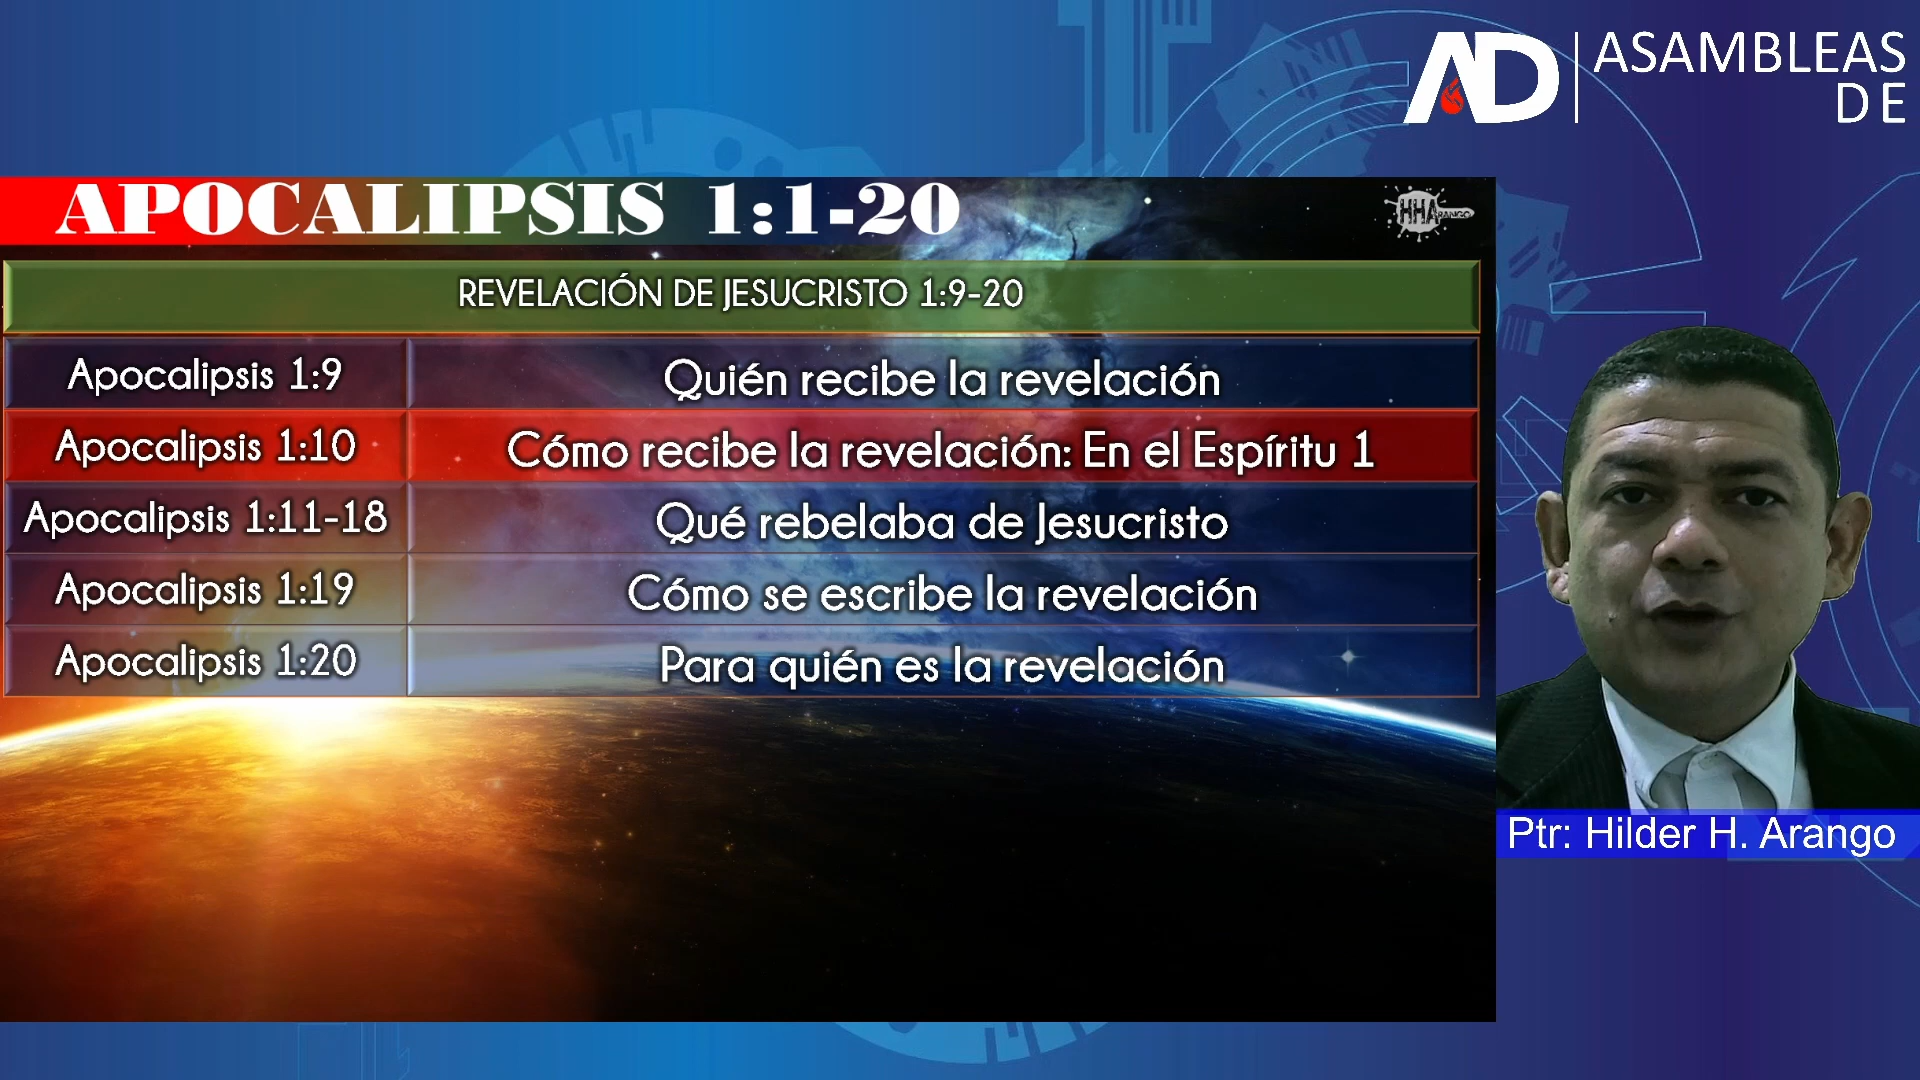 AD
ASAMBLEAS
DE
APOCALIPSIS 1:1-20
HHARANGO
REVELACIÓN DE JESUCRISTO 1:9-20
Apocalipsis 1:9 Quién recibe la revelación
Apocalipsis 1:10 Cómo recibe la revelación: En el Espíritu 1
Apocalipsis 1:11-18 Qué rebelaba de Jesucristo
Apocalipsis 1:19 Cómo se escribe la revelación
Apocalipsis 1:20 Para quién es la revelación
Ptr: Hilder H. Arango